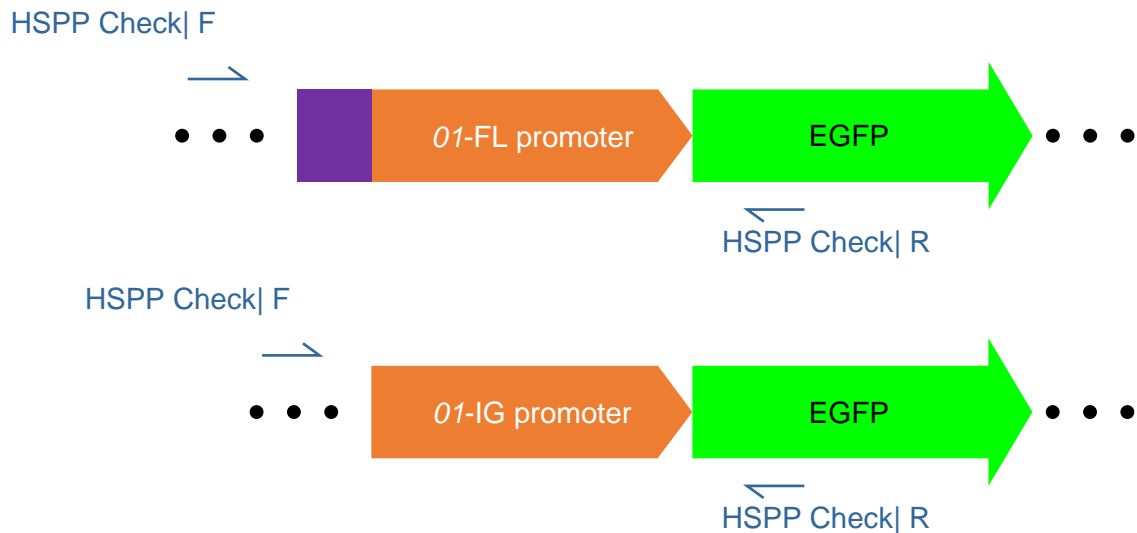 HSPP Check| F
01-FL promoter
EGFP
HSPP Check| R
HSPP Check| F
01-IG promoter
EGFP
HSPP Check| R